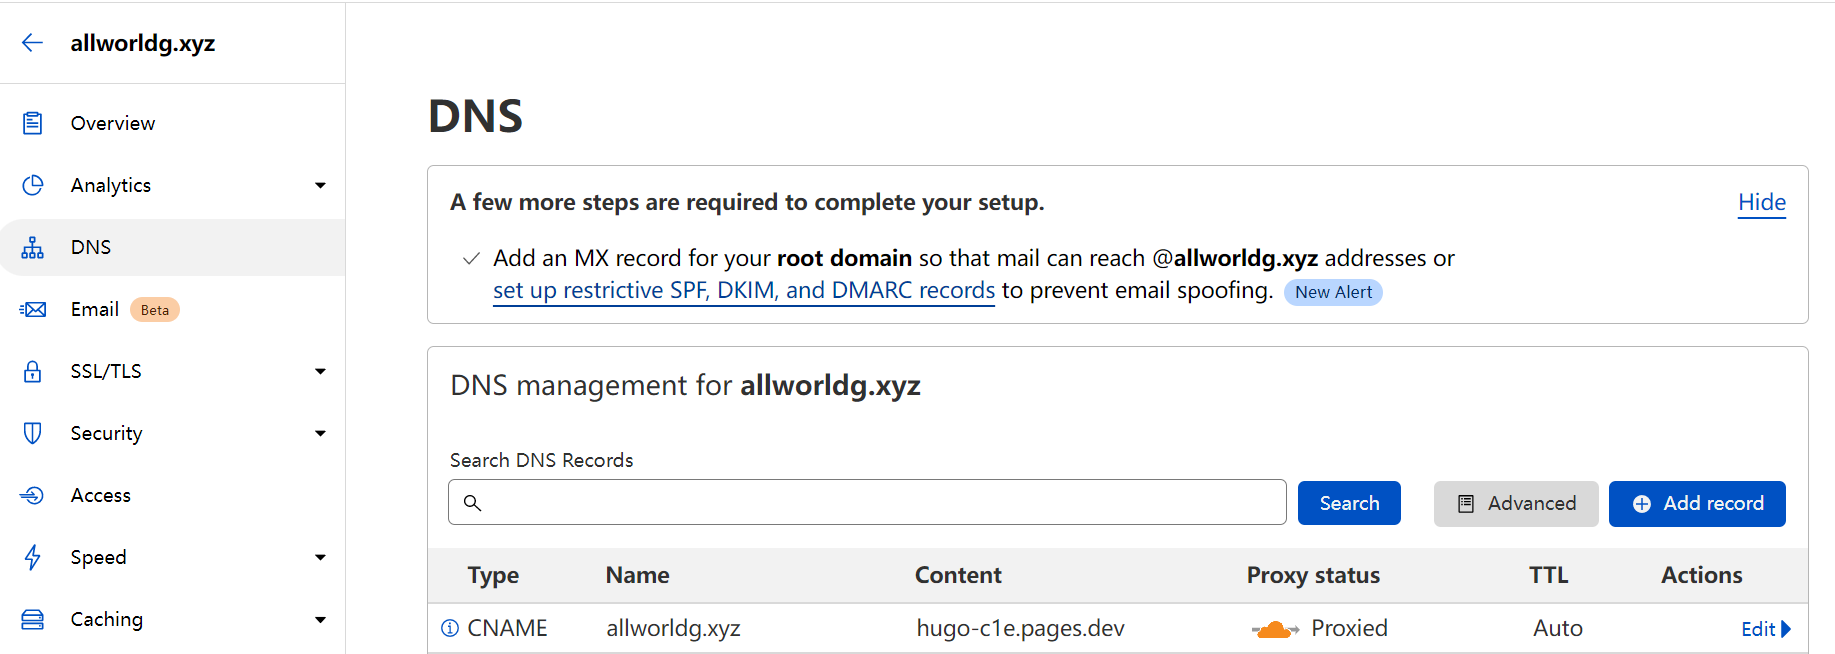 allworldg.xyz
Overview
Analytics
DNS
Email Beta
SSL/TLS
Security
Access
Speed
Caching
DNS
A few more steps are required to complete your setup.
Hide
Add an MX record for your root domain so that mail can reach @allworldg.xyz addresses or
set up restrictive SPF, DKIM, and DMARC records to prevent email spoofing. New Alert
DNS management for allworldg.xyz
Search DNS Records
Search Advanced Add record
Type Name Content Proxy status TTL Actions
CNAME allworldg.xyz hugo-c1e.pages.dev Proxied Auto Edit